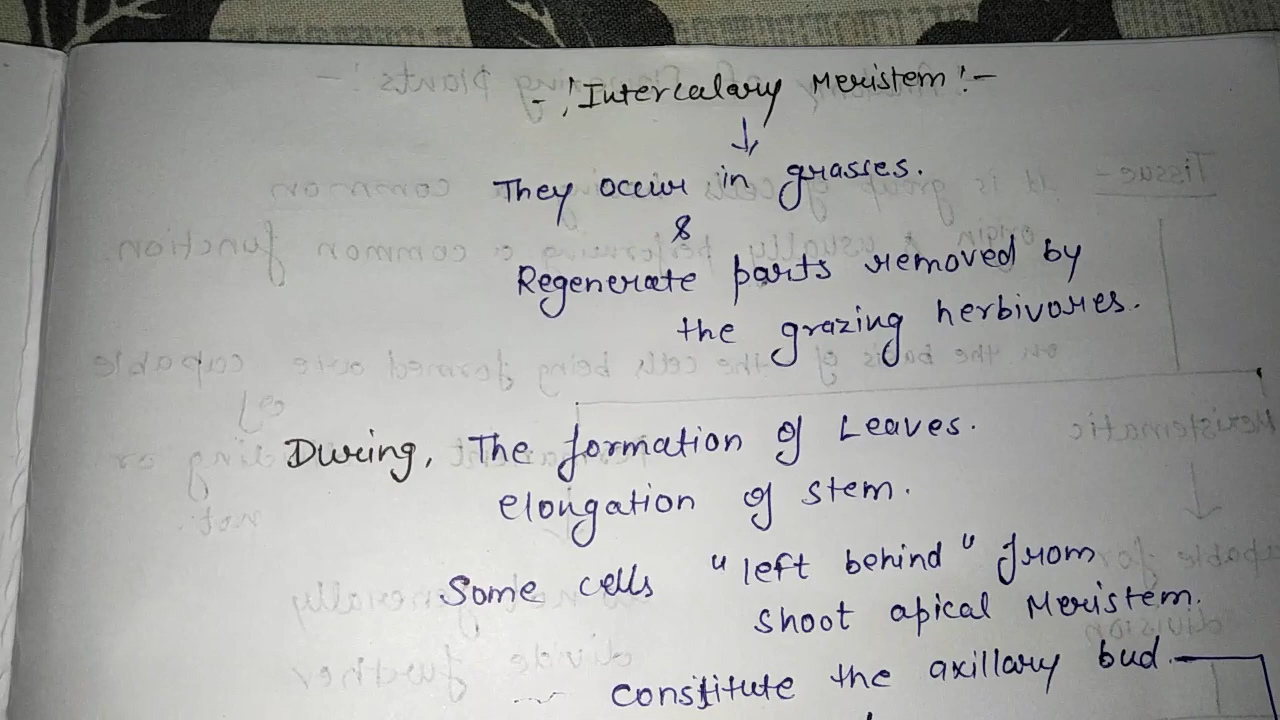 -:Intercalary Meristem:-
They occur in grasses.
&
Regenerate parts removed by
the grazing herbivores.
During, The formation of Leaves.
elongation of stem.
Some cells "left behind" from
shoot apical Meristem.
constitute the axillary bud.